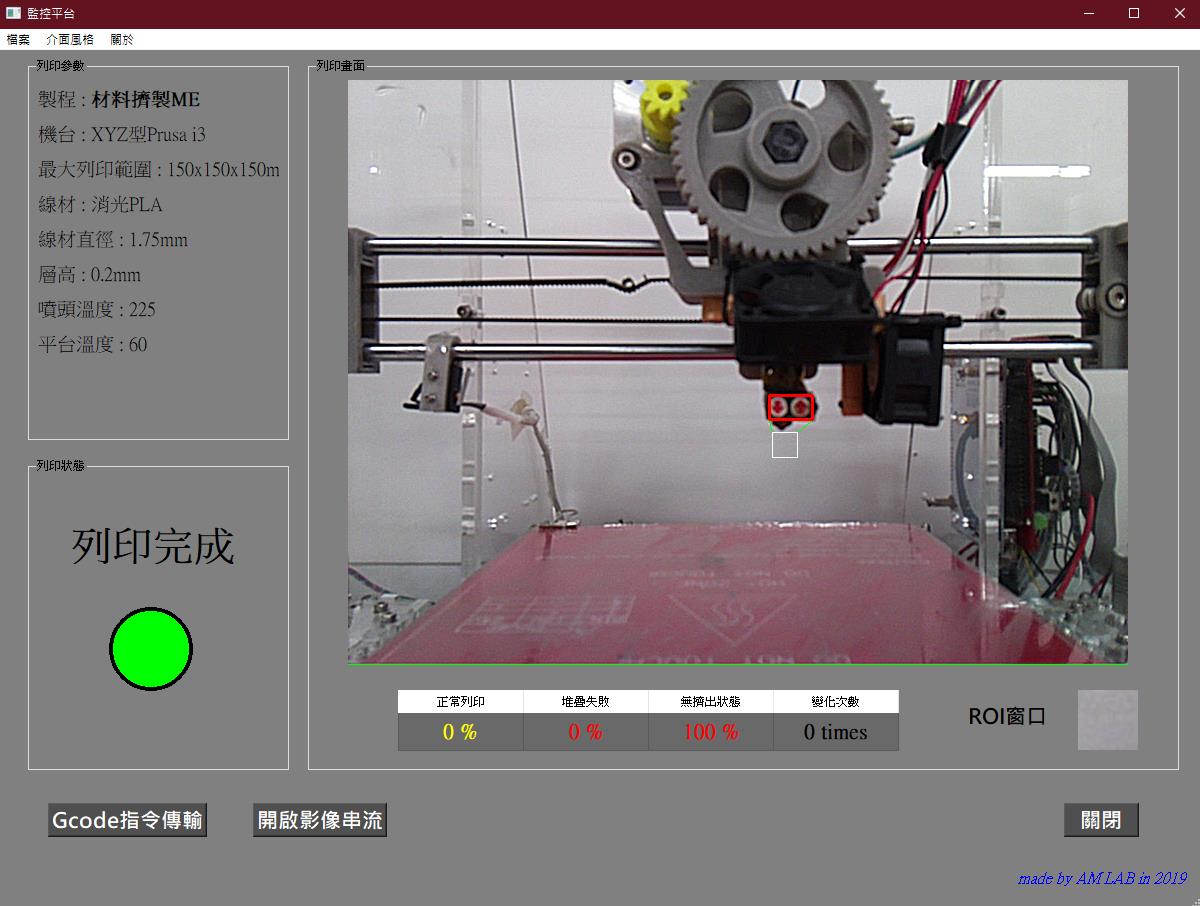 監控平台
檔案 介面風格 關於
列印參數
製程 : 材料擠製ME
機台 : XYZ型Prusa i3
最大列印範圍 : 150x150x150m
線材 : 消光PLA
線材直徑 : 1.75mm
層高 : 0.2mm
噴頭溫度 : 225
平台溫度 : 60
列印狀態
列印完成
列印畫面
正常列印 堆疊失敗 無擠出狀態 變化次數
0 % 0 % 100 % 0 times
ROI窗口
Gcode指令傳輸 開啟影像串流 關閉
made by AM LAB in 2019